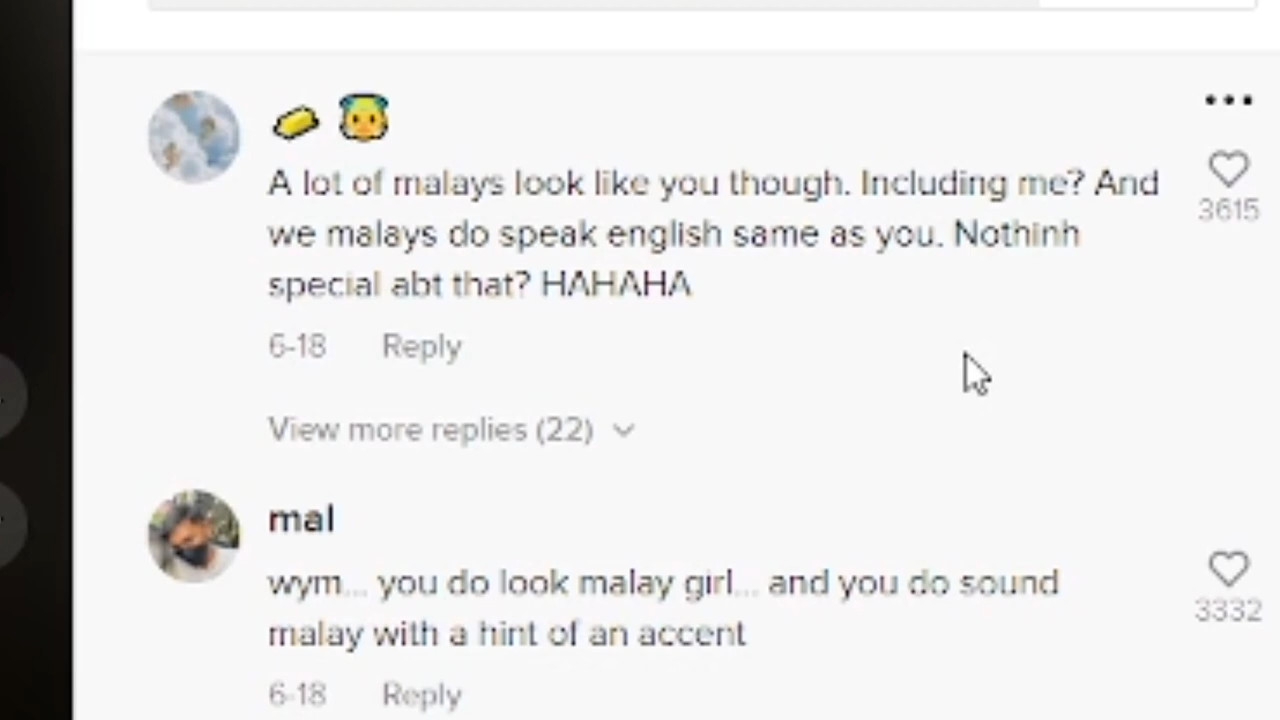 A lot of malays look like you though. Including me? And
3615
we malays do speak english same as you. Nothinh
special abt that? HAHAHA
6-18 Reply
View more replies (22)
mal
wym... you do look malay girl... and you do sound
3332
malay with a hint of an accent
6-18 Reply